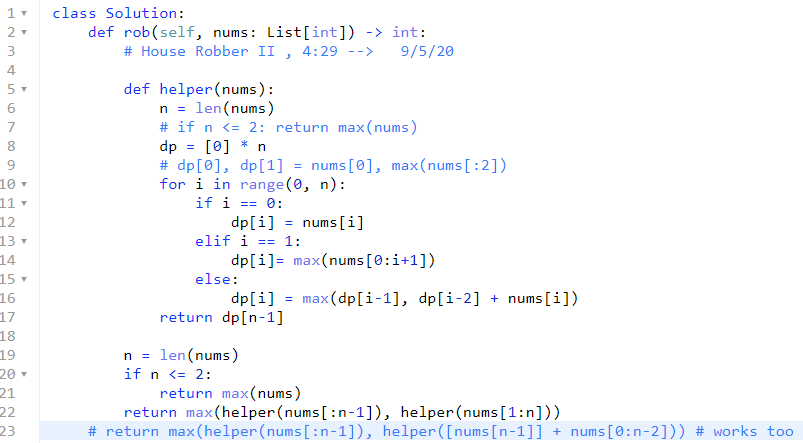 1 class Solution:
2     def rob(self, nums: List[int]) -> int:
3         # House Robber II , 4:29 -->   9/5/20
4
5         def helper(nums):
6             n = len(nums)
7             # if n <= 2: return max(nums)
8             dp = [0] * n
9             # dp[0], dp[1] = nums[0], max(nums[:2])
10             for i in range(0, n):
11                 if i == 0:
12                     dp[i] = nums[i]
13                 elif i == 1:
14                     dp[i]= max(nums[0:i+1])
15                 else:
16                     dp[i] = max(dp[i-1], dp[i-2] + nums[i])
17             return dp[n-1]
18
19         n = len(nums)
20         if n <= 2:
21             return max(nums)
22         return max(helper(nums[:n-1]), helper(nums[1:n]))
23     # return max(helper(nums[:n-1]), helper([nums[n-1]] + nums[0:n-2])) # works too